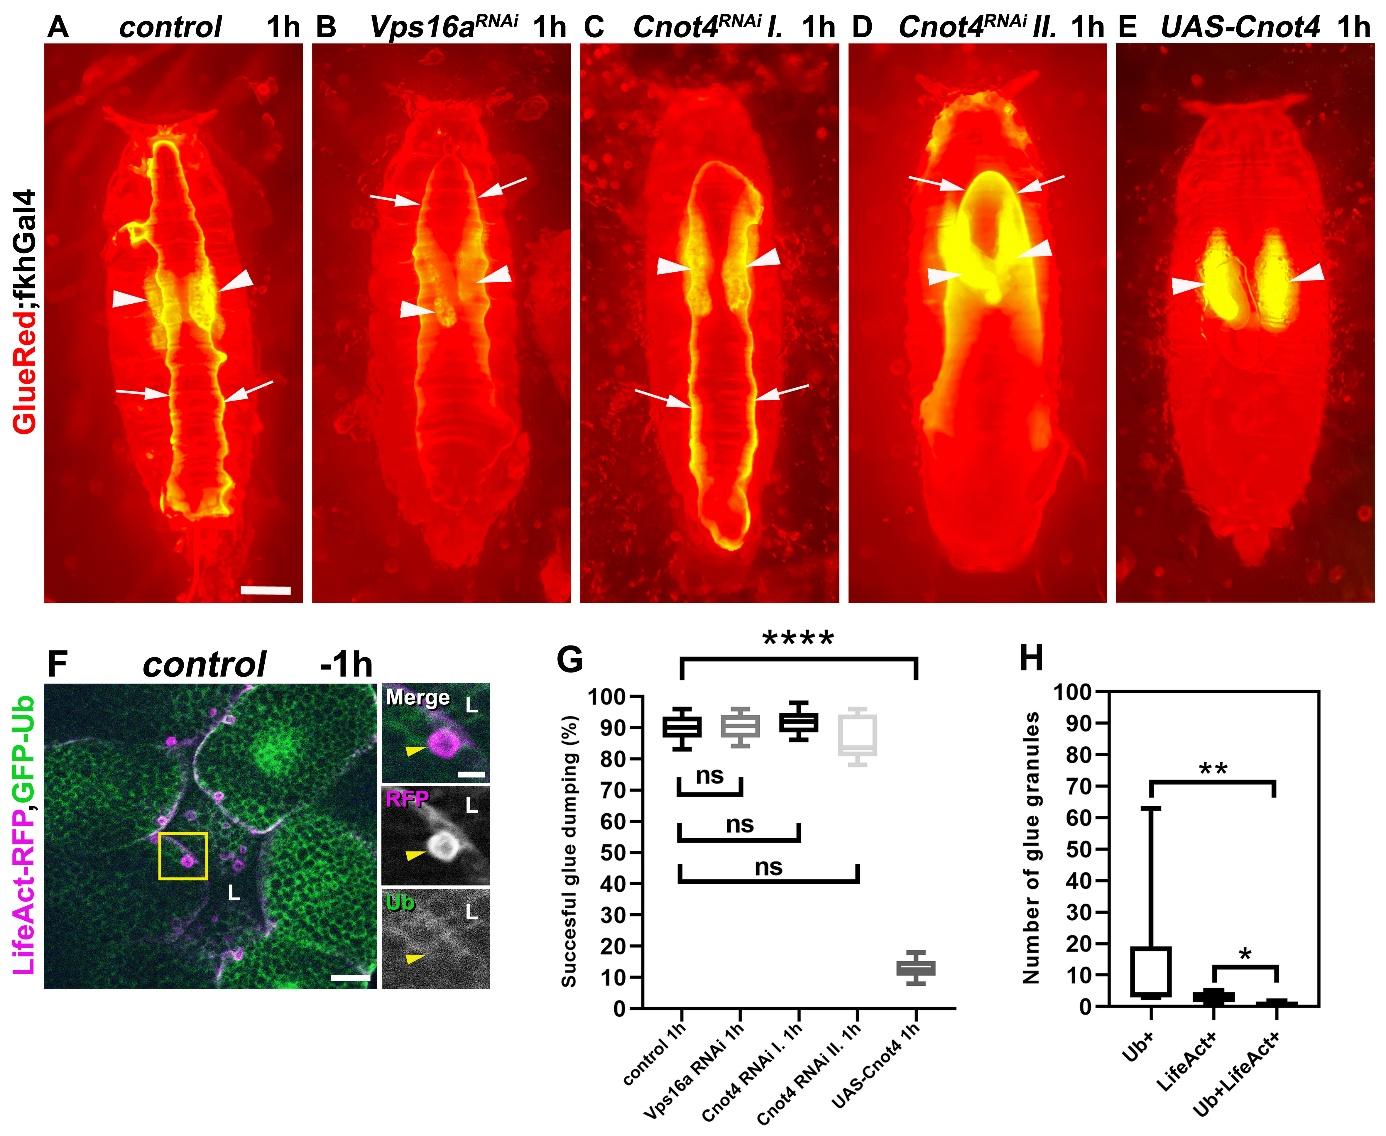 A control 1h
B Vps16aRNAi 1h
C Cnot4RNAi I. 1h
D Cnot4RNAi II. 1h
E UAS-Cnot4 1h
GlueRed;fkhGal4
F control -1h
LifeAct-RFP,GFP-Ub
L
Merge L
RFP L
Ub L
G
****
Succesful glue dumping (%)
100
90
80
70
60
50
40
30
20
10
0
ns
ns
ns
control 1h
Vps16a RNAi 1h
Cnot4 RNAi I. 1h
Cnot4 RNAi II. 1h
UAS-Cnot4 1h
H
Number of glue granules
100
90
80
70
60
50
40
30
20
10
0
**
*
Ub+
LifeAct+
Ub+LifeAct+